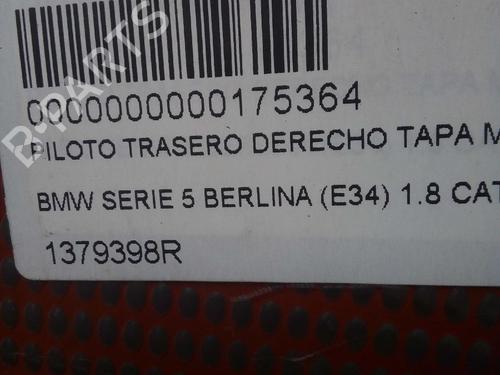 0000000000175364
PILOTO TRASERO DERECHO TAPA M
BMW SERIE 5 BERLINA (E34) 1.8 CAT
1379398R
B-PARTS